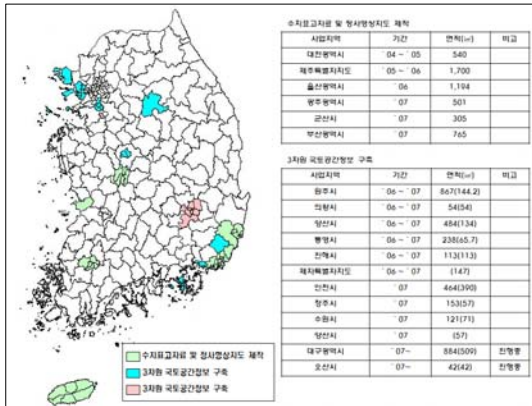 수치표고자료 및 정사영상지도 제작
사업지역 기간 면적(㎢) 비고
대전광역시 `04 ~ `05 540
제주특별자치도 `05 ~ `06 1,700
울산광역시 `06 1,194
광주광역시 `07 501
군산시 `07 305
부산광역시 `07 765
3차원 국토공간정보 구축
사업지역 기간 면적(㎢) 비고
원주시 `06 ~ `07 867(144.2)
의왕시 `06 ~ `07 54(54)
양산시 `06 ~ `07 484(134)
통영시 `06 ~ `07 238(65.7)
진해시 `06 ~ `07 113(113)
제주특별자치도 `06 ~ `07 (147)
인천시 `07 464(390)
청주시 `07 153(57)
수원시 `07 121(71)
양산시 `07 (57)
대구광역시 `07~ 884(509) 진행중
오산시 `07~ 42(42) 진행중
수치표고자료 및 정사영상지도 제작
3차원 국토공간정보 구축
3차원 국토공간정보 구축